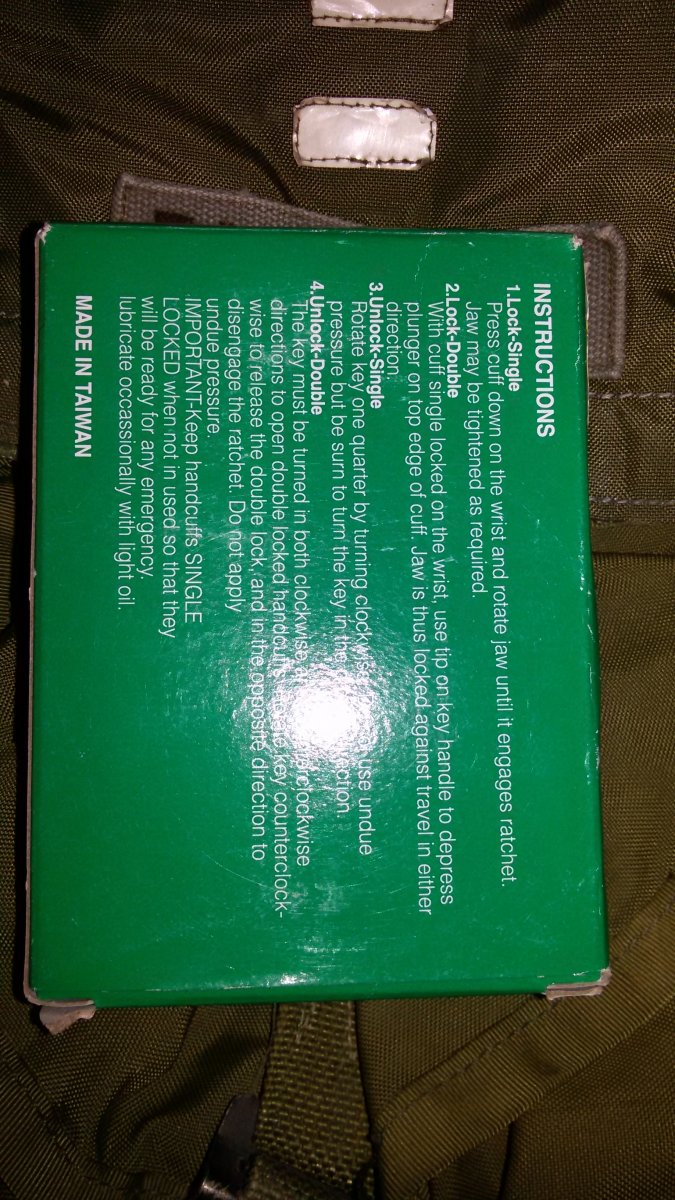 INSTRUCTIONS
1.Lock-Single
Press cuff down on the wrist and rotate jaw until it engages ratchet.
Jaw may be tightened as required.
2.Lock-Double
With cuff single locked on the wrist, use tip on key handle to depress
plunger on top edge of cuff. Jaw is thus locked against travel in either
direction.
3.Unlock-Single
Rotate key one quarter by turning clockwise use undue
pressure but be surn to turn the key in the
4.Unlock-Double
The key must be turned in both clockwise
directions to open double locked handcuffs key counterclock-
wise to release the double lock, and in the opposite direction to
disengage the ratchet. Do not apply
undue pressure.
IMPORTANT-Keep handcuffs SINGLE
LOCKED when not in used so that they
will be ready for any emergency.
lubricate occassionally with light oil.
MADE IN TAIWAN